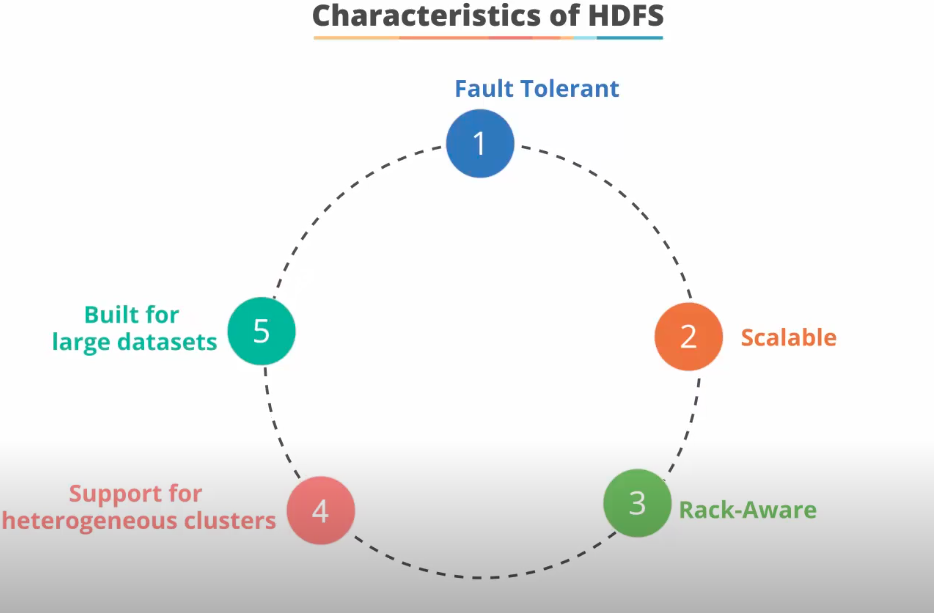 Characteristics of HDFS
Fault Tolerant
1
2
Scalable
3
Rack-Aware
4
Support for
heterogeneous clusters
5
Built for
large datasets